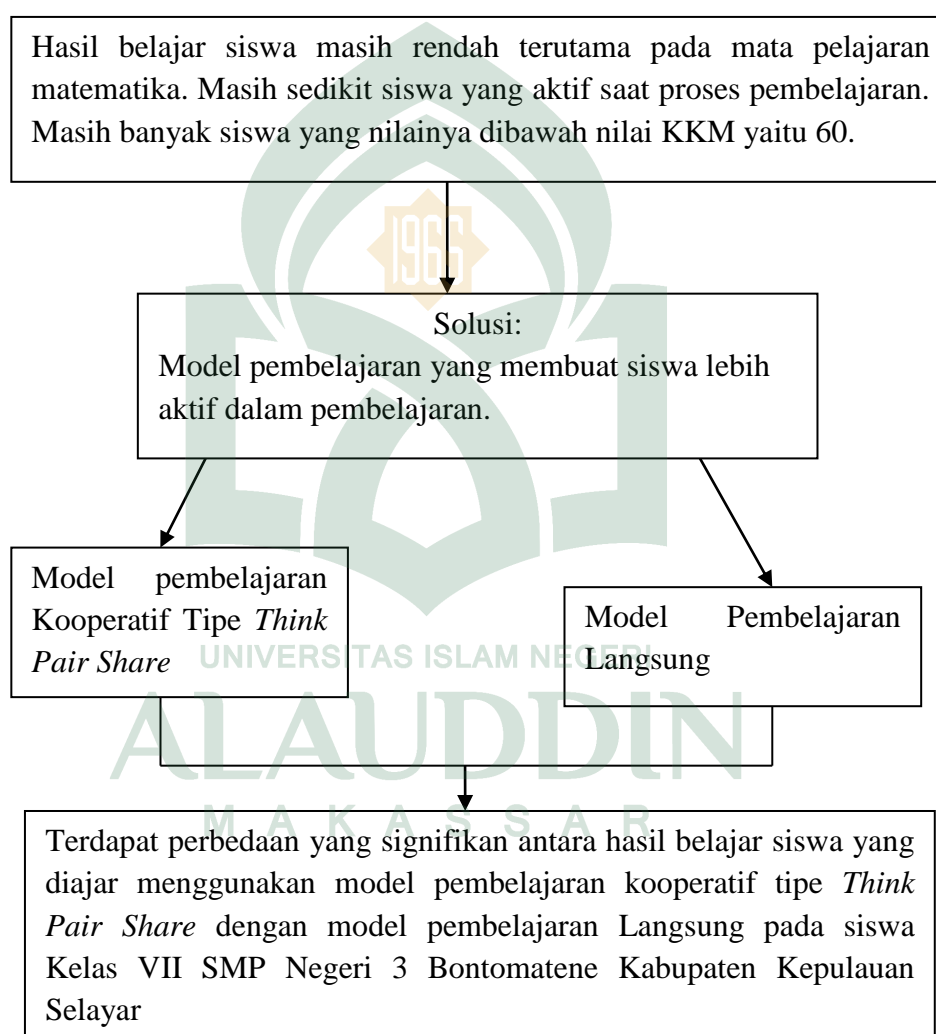 Hasil belajar siswa masih rendah terutama pada mata pelajaran
matematika. Masih sedikit siswa yang aktif saat proses pembelajaran.
Masih banyak siswa yang nilainya dibawah nilai KKM yaitu 60.
1965
Solusi:
Model pembelajaran yang membuat siswa lebih
aktif dalam pembelajaran.
Model pembelajaran
Kooperatif Tipe Think
Pair Share
Model Pembelajaran
Langsung
UNIVERSITAS ISLAM NEGERI
ALAUDDIN
MAKASSAR
Terdapat perbedaan yang signifikan antara hasil belajar siswa yang
diajar menggunakan model pembelajaran kooperatif tipe Think
Pair Share dengan model pembelajaran Langsung pada siswa
Kelas VII SMP Negeri 3 Bontomatene Kabupaten Kepulauan
Selayar